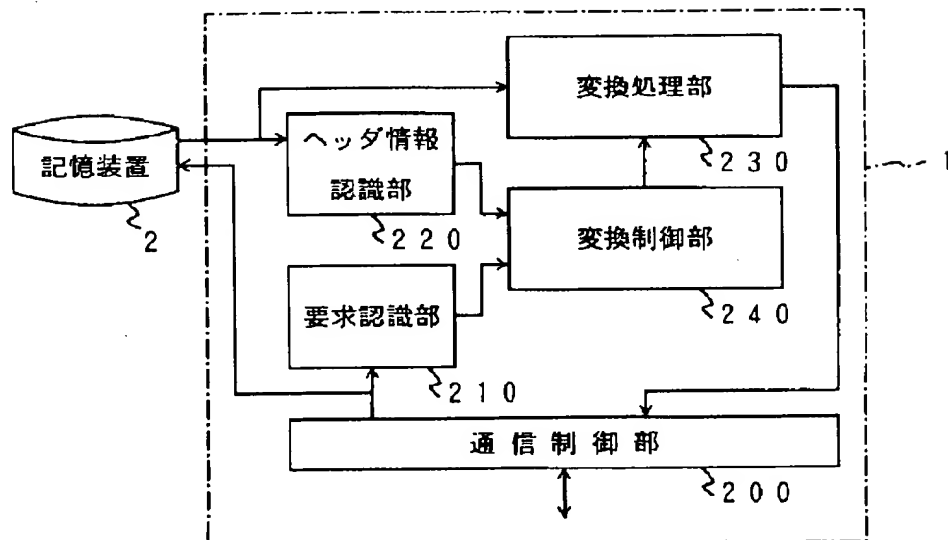 変換処理部
230
1
ヘッダ情報
認識部
220
記憶装置
2
変換制御部
240
要求認識部
210
通信制御部
200